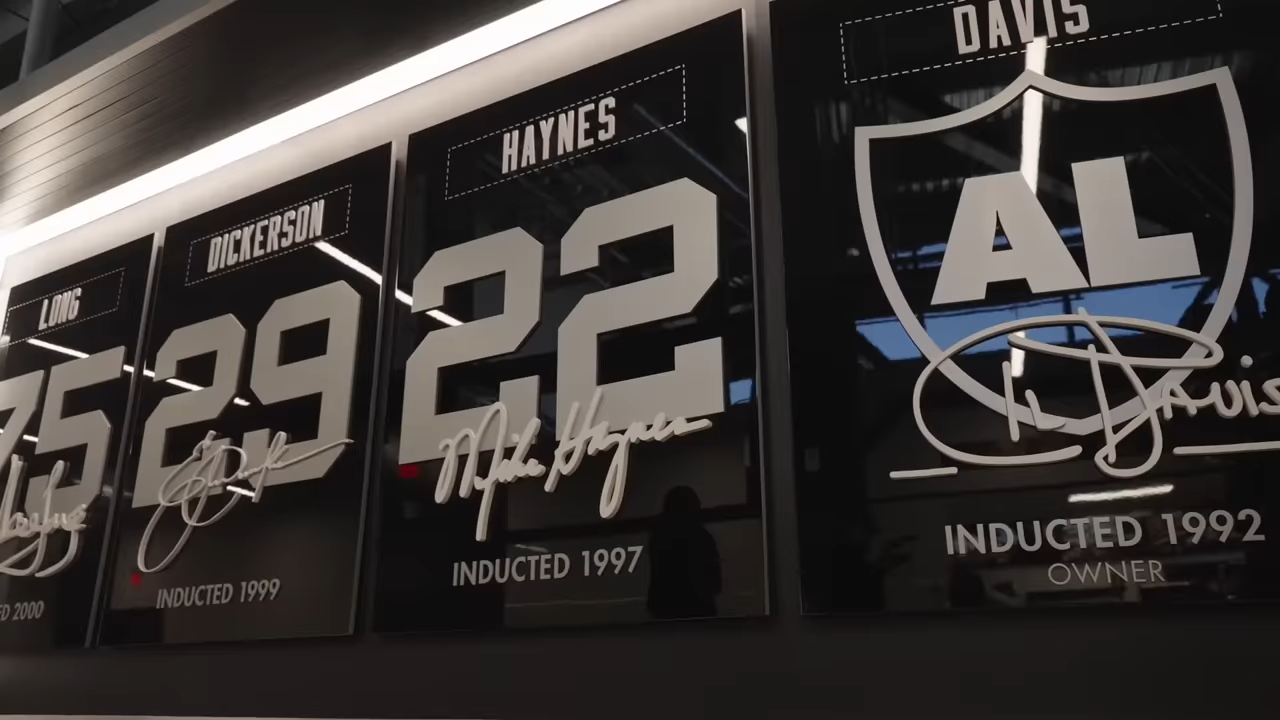 LONG
75
ED 2000
DICKERSON
29
INDUCTED 1999
HAYNES
22
Mike Haynes
INDUCTED 1997
DAVIS
AL
Al Davis
INDUCTED 1992
OWNER